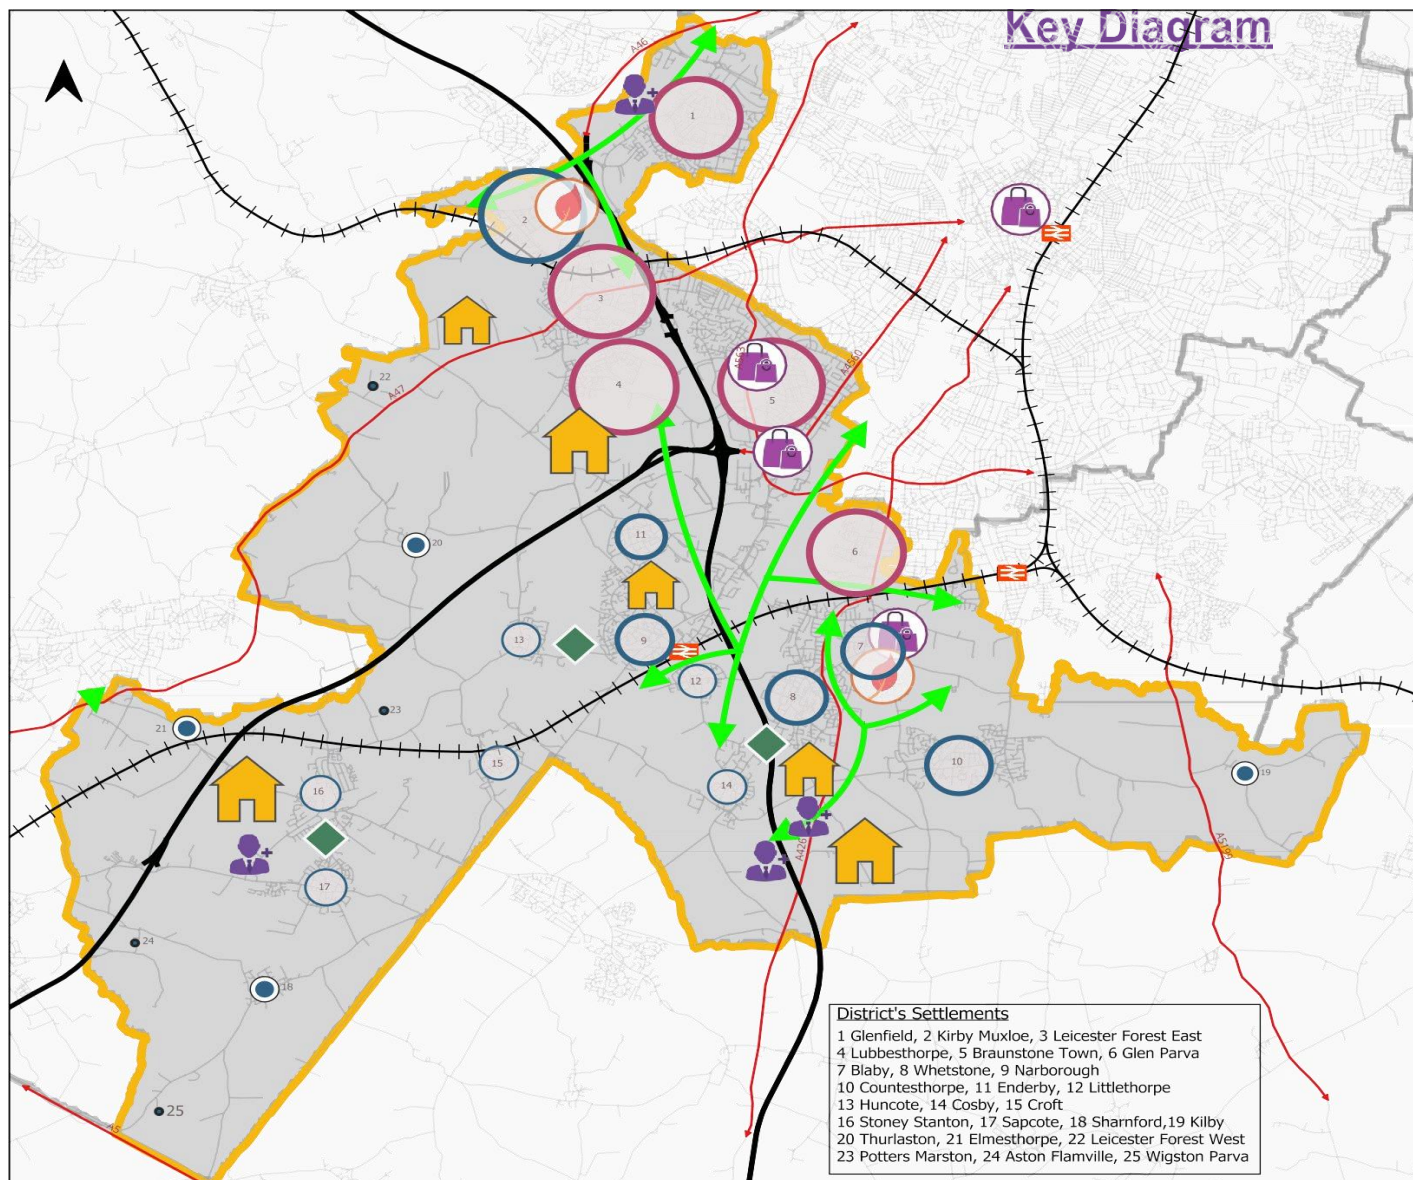 Key Diagram
A46
1
2
3
A47
22
4
A563
5
A4560
20
11
6
13
9
7
12
8
21
23
15
10
19
16
14
17
A426
A5199
24
18
25
A5
District's Settlements
1 Glenfield, 2 Kirby Muxloe, 3 Leicester Forest East
4 Lubbesthorpe, 5 Braunstone Town, 6 Glen Parva
7 Blaby, 8 Whetstone, 9 Narborough
10 Countesthorpe, 11 Enderby, 12 Littlethorpe
13 Huncote, 14 Cosby, 15 Croft
16 Stoney Stanton, 17 Sapcote, 18 Sharnford,19 Kilby
20 Thurlaston, 21 Elmesthorpe, 22 Leicester Forest West
23 Potters Marston, 24 Aston Flamville, 25 Wigston Parva